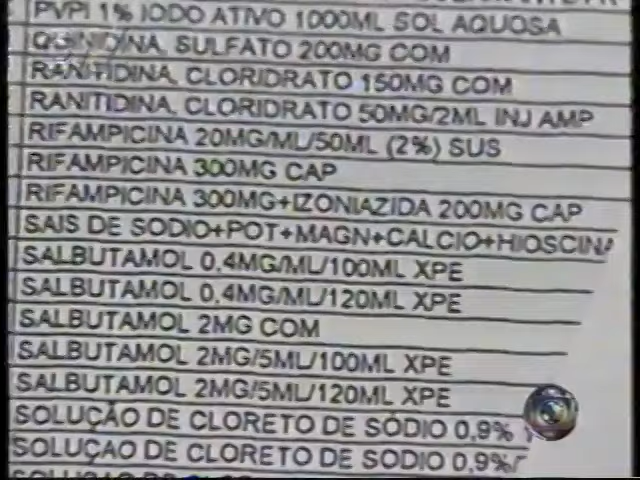 PVPI 1% IODO ATIVO 1000ML SOL AQUOSA
QUINIDINA, SULFATO 200MG COM
RANITIDINA, CLORIDRATO 150MG COM
RANITIDINA, CLORIDRATO 50MG/2ML INJ AMP
RIFAMPICINA 20MG/ML/50ML (2%) SUS
RIFAMPICINA 300MG CAP
RIFAMPICINA 300MG+IZONIAZIDA 200MG CAP
SAIS DE SODIO+POT+MAGN+CALCIO+HIOSCINA
SALBUTAMOL 0,4MG/ML/100ML XPE
SALBUTAMOL 0,4MG/ML/120ML XPE
SALBUTAMOL 2MG COM
SALBUTAMOL 2MG/5ML/100ML XPE
SALBUTAMOL 2MG/5ML/120ML XPE
SOLUÇÃO DE CLORETO DE SÓDIO 0,9%
SOLUÇAO DE CLORETO DE SODIO 0,9%/